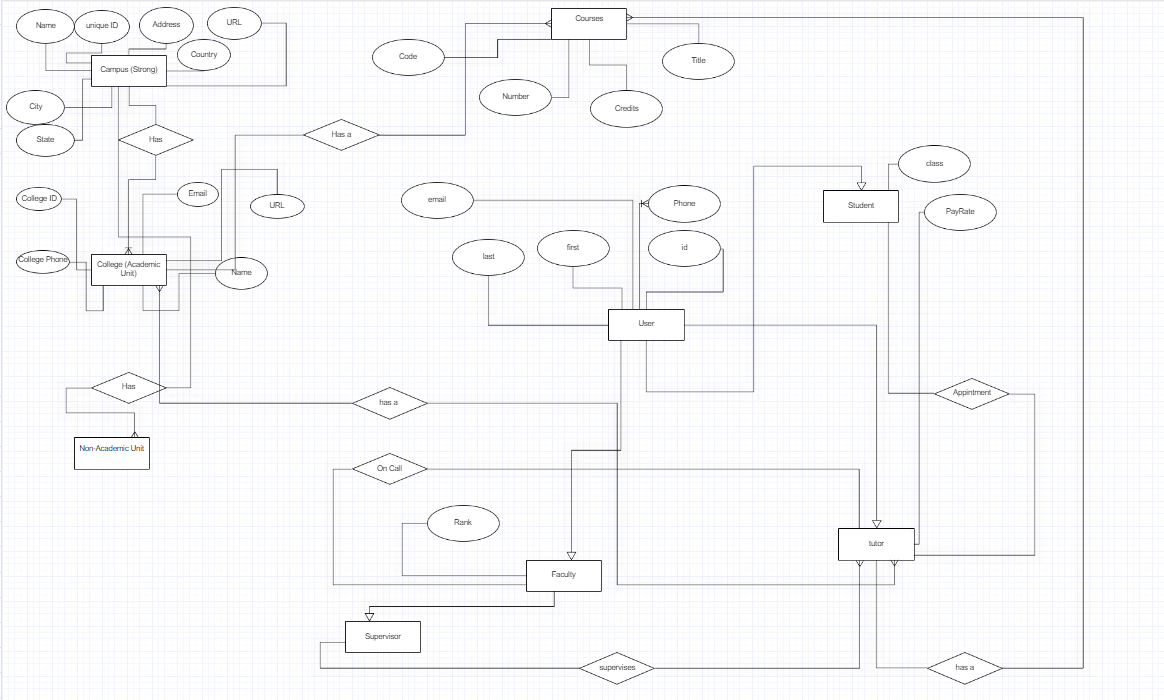 Name
unique ID
Address
URL
Country
Campus (Strong)
City
State
Has
Courses
Code
Title
Number
Credits
Has a
College ID
Email
URL
College Phone
College (Academic
Unit)
Name
email
Phone
last
first
id
User
Student
class
PayRate
Has
Non-Academic Unit
has a
Appintment
On Call
Rank
Faculty
tutor
Supervisor
supervises
has a